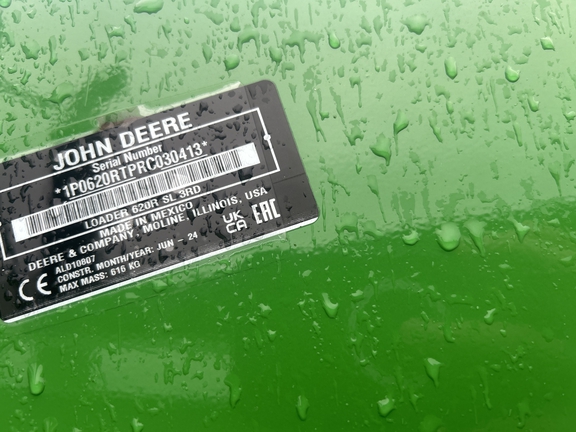 JOHN DEERE
Serial Number
*1P0620RTPRC030413*
LOADER 620R SL 3RD
MADE IN MEXICO
DEERE & COMPANY, MOLINE, ILLINOIS, USA
ALD10807
CONSTR. MONTH/YEAR: JUN - 24
MAX MASS: 616 KG
CE
UK
CA
EAC